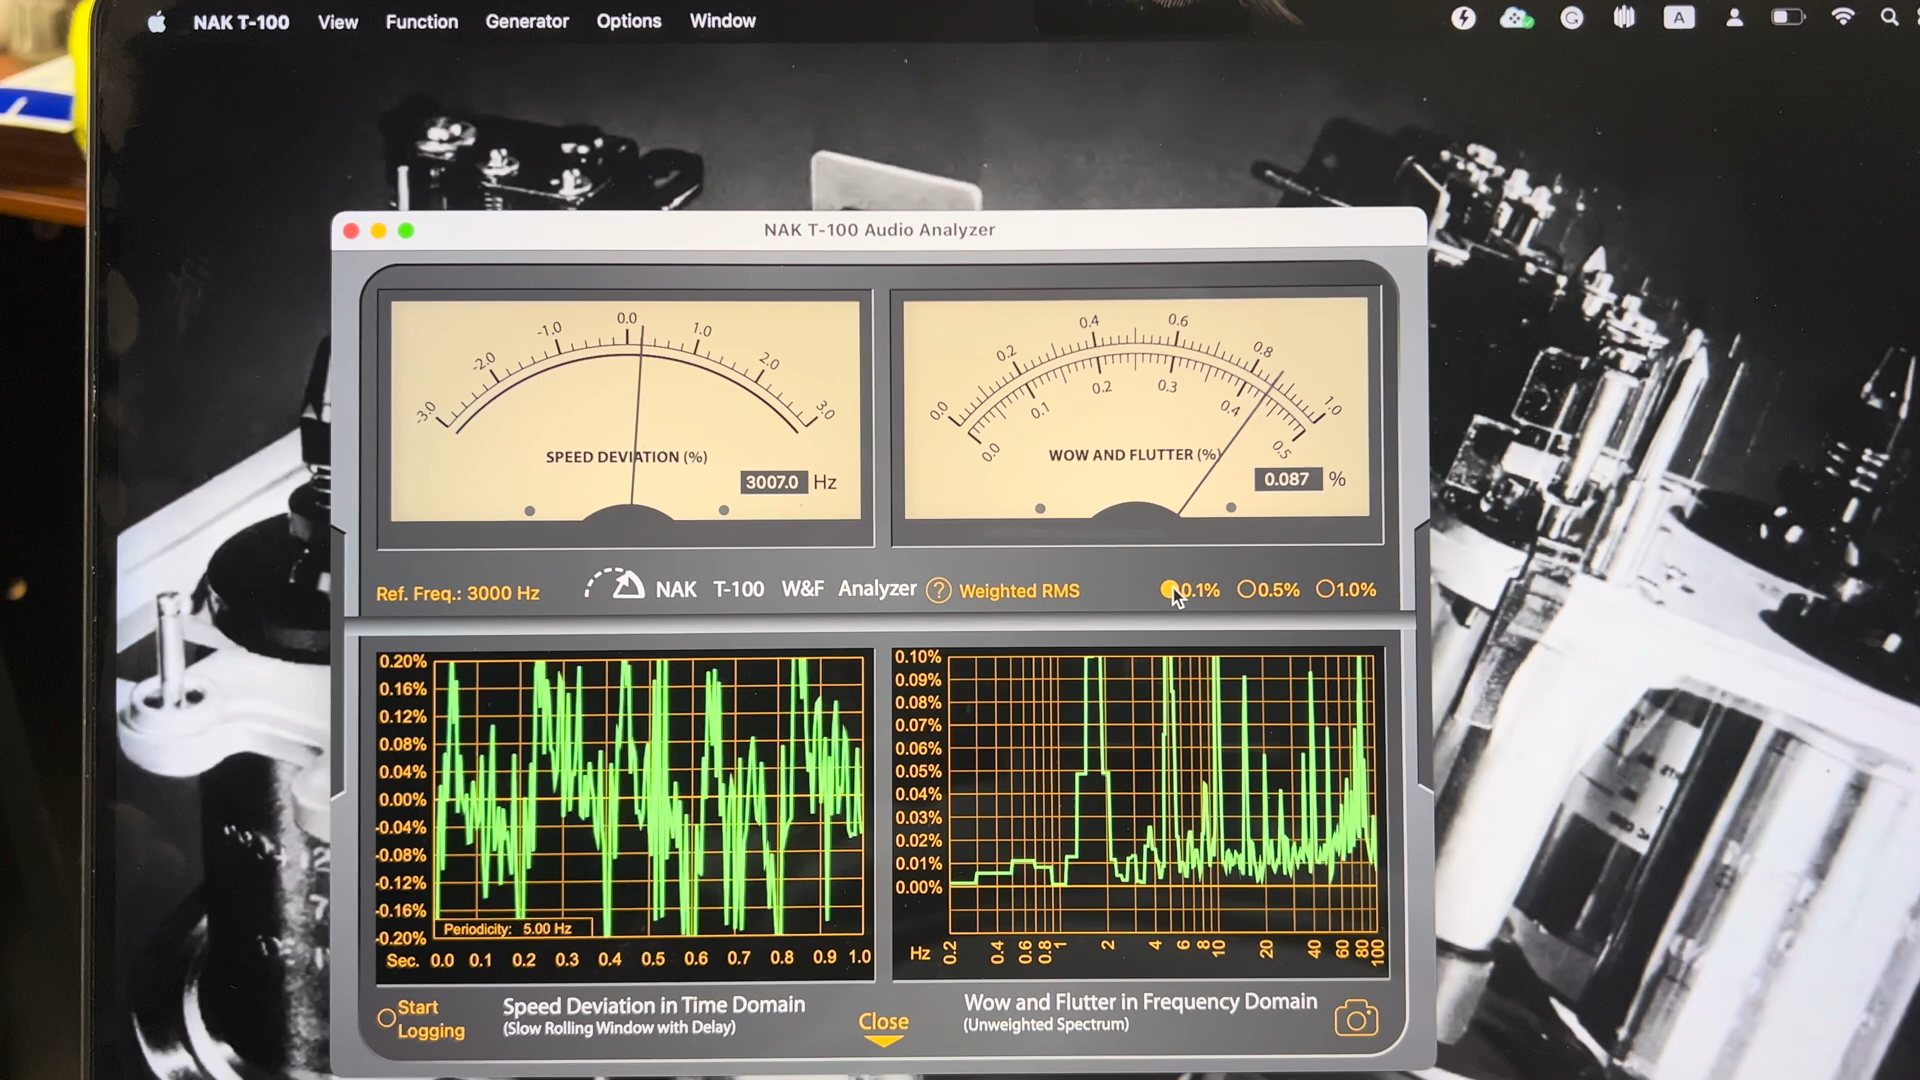 NAK T-100 View Function Generator Options Window
A
NAK T-100 Audio Analyzer
-3.0 -2.0 -1.0 0.0 1.0 2.0 3.0
SPEED DEVIATION (%)
3007.0 Hz
0.0 0.2 0.4 0.6 0.8 1.0
0.0 0.1 0.2 0.3 0.4 0.5
WOW AND FLUTTER (%)
0.087 %
Ref. Freq.: 3000 Hz
NAK T-100 W&F Analyzer ? Weighted RMS
0.1% 0.5% 1.0%
0.20%
0.16%
0.12%
0.08%
0.04%
0.00%
-0.04%
-0.08%
-0.12%
-0.16%
-0.20%
Periodicity: 5.00 Hz
Sec. 0.0 0.1 0.2 0.3 0.4 0.5 0.6 0.7 0.8 0.9 1.0
0.10%
0.09%
0.08%
0.07%
0.06%
0.05%
0.04%
0.03%
0.02%
0.01%
0.00%
Hz 0.2 0.4 0.6 0.8 1 2 4 6 8 10 20 40 60 80 100
Start
Logging
Speed Deviation in Time Domain
(Slow Rolling Window with Delay)
Close
Wow and Flutter in Frequency Domain
(Unweighted Spectrum)